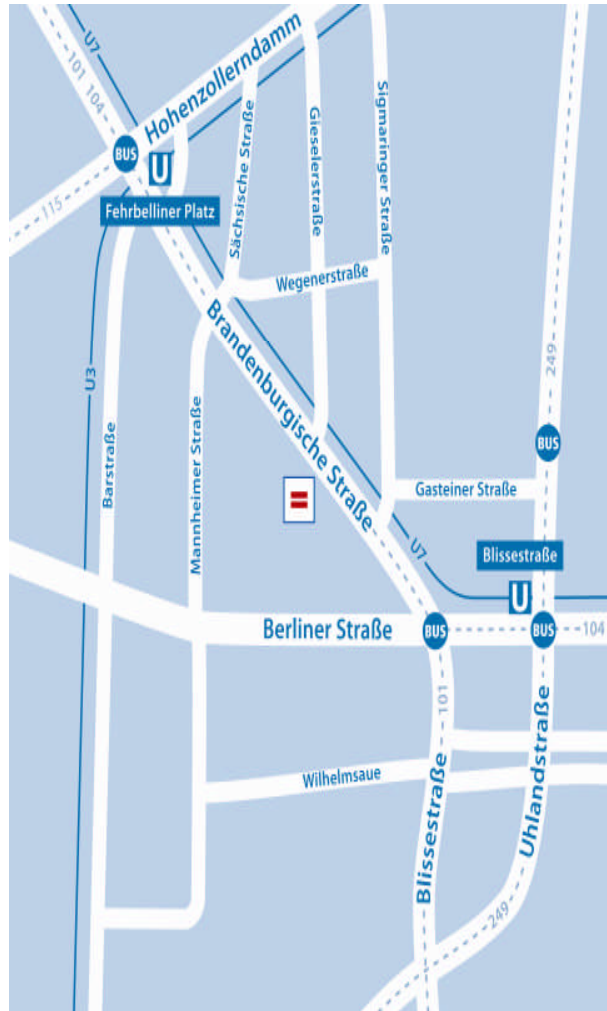 U7
101 104
Hohenzollerndamm
BUS
U
115
Fehrbelliner Platz
Sächsische Straße
Gieselerstraße
Sigmaringer Straße
Wegenerstraße
249
Brandenburgische Straße
U3
Barstraße
Mannheimer Straße
BUS
Gasteiner Straße
U7
Blissestraße
U
Berliner Straße
BUS
BUS
104
101
Wilhelmsaue
Blissestraße
Uhlandstraße
249